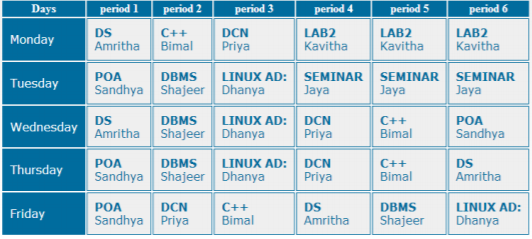 Days period 1 period 2 period 3 period 4 period 5 period 6
Monday DS C++ DCN LAB2 LAB2 LAB2
Amritha Bimal Priya Kavitha Kavitha Kavitha
Tuesday POA DBMS LINUX AD: SEMINAR SEMINAR SEMINAR
Sandhya Shajeer Dhanya Jaya Jaya Jaya
Wednesday DS DBMS LINUX AD: DCN C++ POA
Amritha Shajeer Dhanya Priya Bimal Sandhya
Thursday POA DBMS LINUX AD: DCN C++ DS
Sandhya Shajeer Dhanya Priya Bimal Amritha
Friday POA DCN C++ DS DBMS LINUX AD:
Sandhya Priya Bimal Amritha Shajeer Dhanya